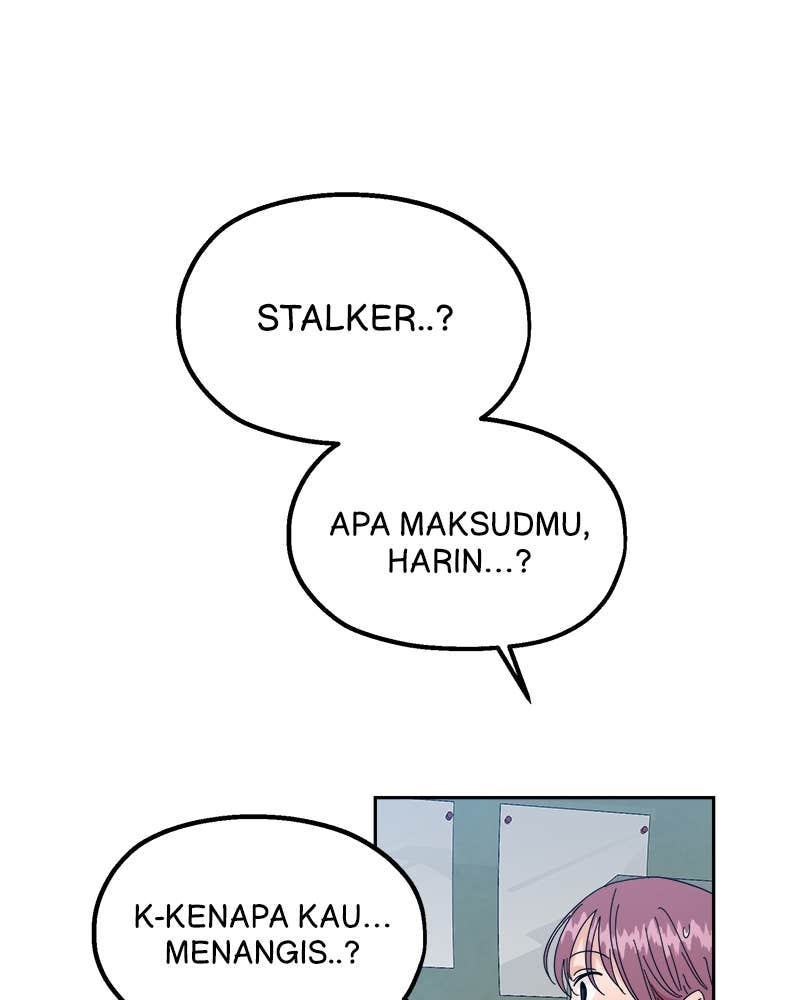 STALKER..?
APA MAKSUDMU,
HARIN...?
K-KENAPA KAU...
MENANGIS..?